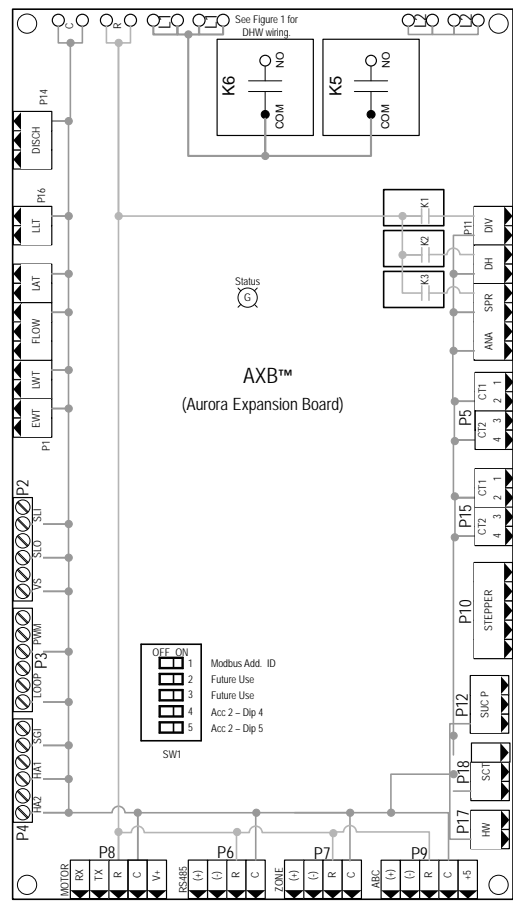 C
R
L1
L1
See Figure 1 for
DHW wiring.
L2
L2
K6
NO
COM
K5
NO
COM
P14
DISCH
P16
LLT
LAT
FLOW
LWT
EWT
P1
K1
K2
K3
P11
DIV
DH
SPR
ANA
Status
G
AXB™
(Aurora Expansion Board)
CT1 1
2
CT2 3
4
P5
CT1 1
2
CT2 3
4
P15
P2
SLI
SLO
VS
P3
PWM
LOOP
P4
SGI
HA1
HA2
P10
STEPPER
P12
SUC P
P18
SCT
P17
HW
OFF ON
1 Modbus Add. ID
2 Future Use
3 Future Use
4 Acc 2 – Dip 4
5 Acc 2 – Dip 5
SW1
P8
MOTOR
RX
TX
R
C
V+
P6
RS485
(+)
(-)
R
C
P7
ZONE
(+)
(-)
R
C
P9
ABC
(+)
(-)
R
C
+5